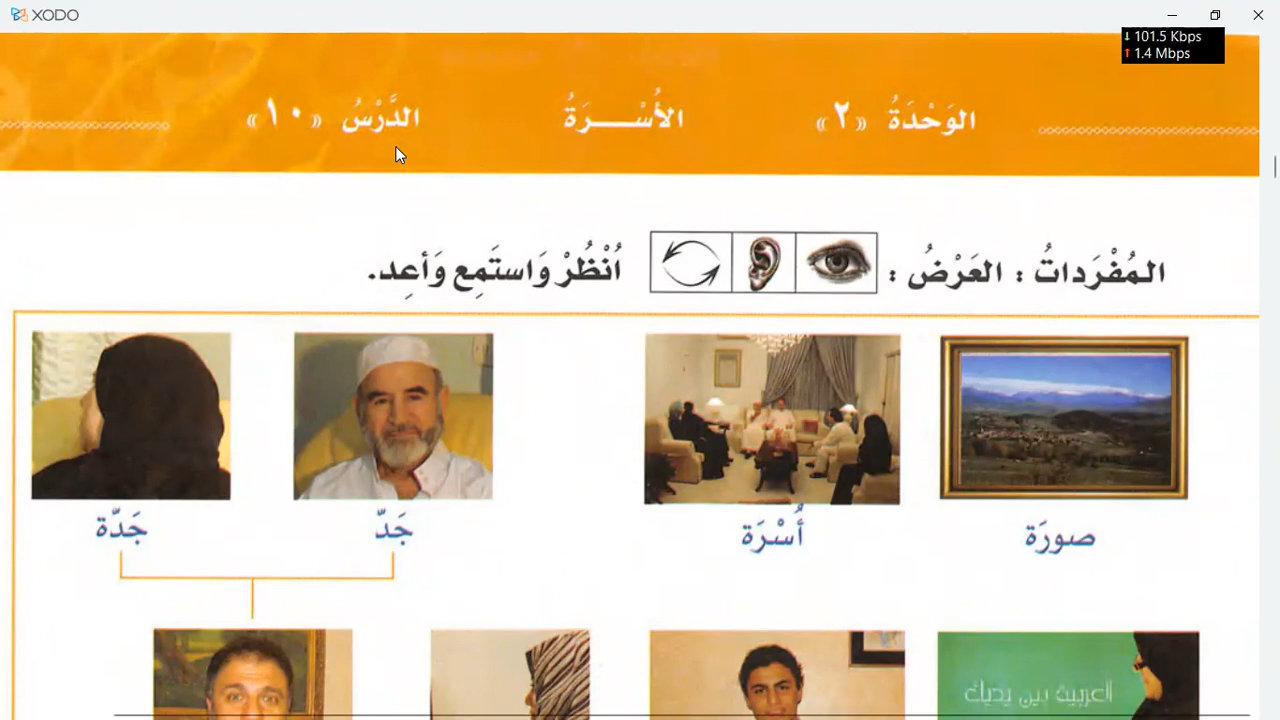 XODO
↓ 101.5 Kbps
↑ 1.4 Mbps
الوَحْدَةُ «٢» الأُسْـــرَةُ الدَّرْسُ «١٠»
المُفْرَداتُ : العَرْضُ : اُنْظُرْ وَاستَمِع وَأعِد.
صورَة أُسْرَة جَدّ جَدّة
العربية بين يديك